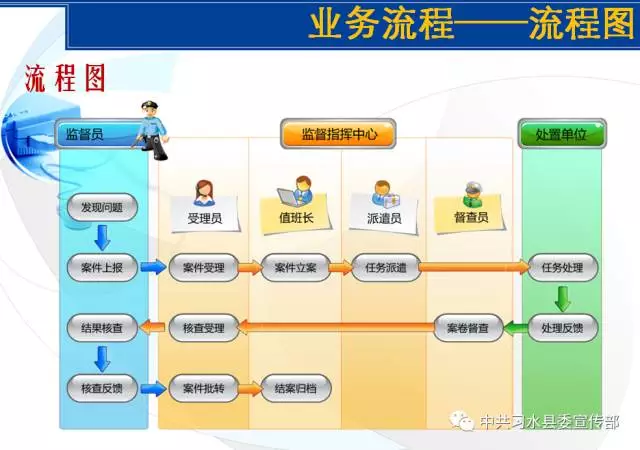 业务流程——流程图
流程图
监督员
监督指挥中心
处置单位
受理员
值班长
派遣员
督查员
发现问题
案件上报
案件受理
案件立案
任务派遣
任务处理
结果核查
核查受理
案卷督查
处理反馈
核查反馈
案件批转
结案归档
中共习水县委宣传部